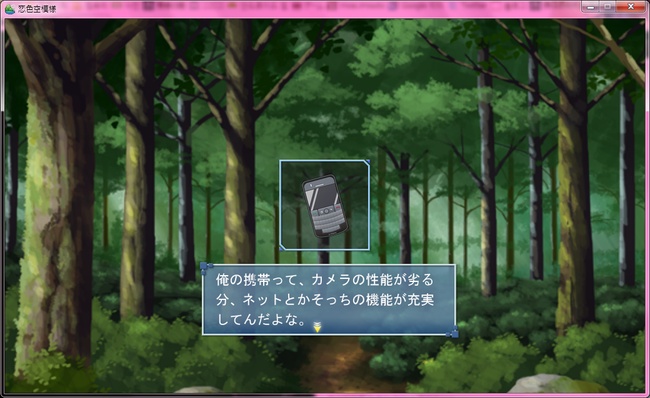 恋色空模様
俺の携帯って、カメラの性能が劣る
分、ネットとかそっちの機能が充実
してんだよな。